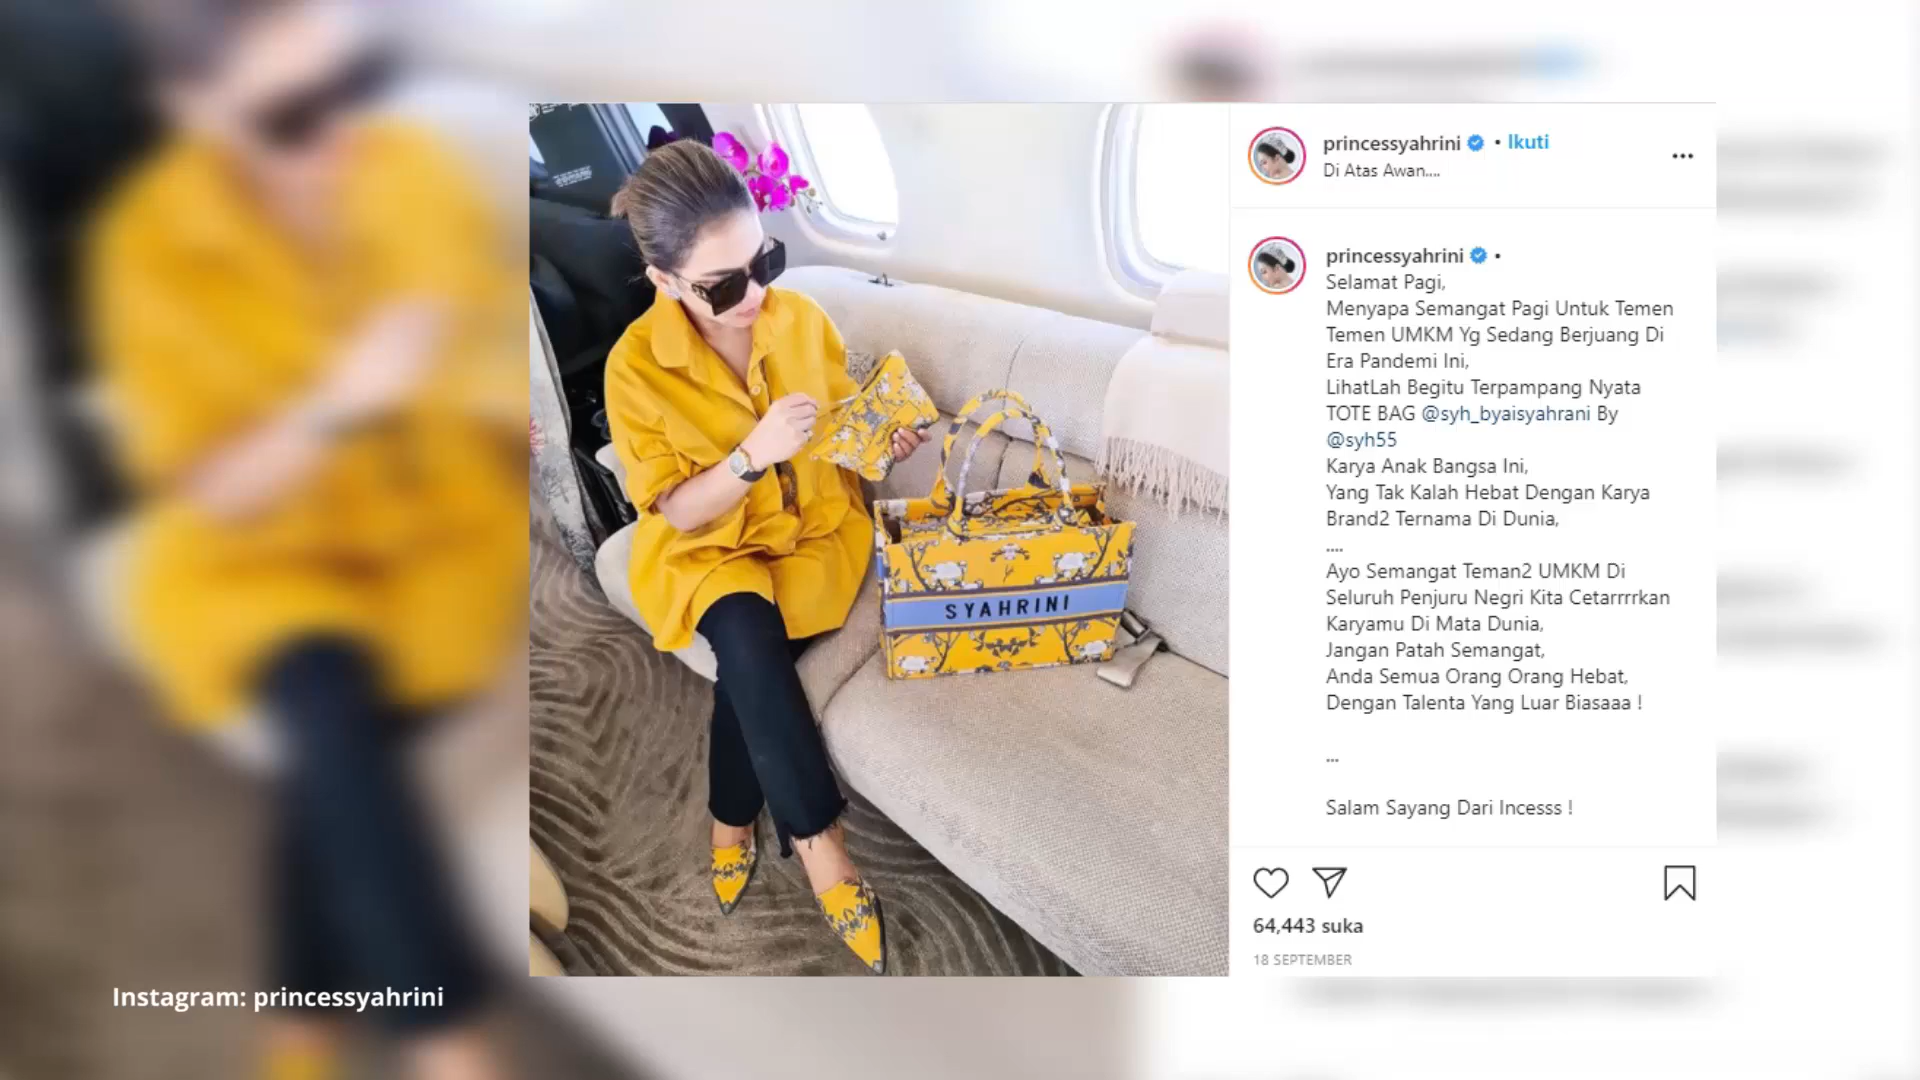 princessyahrini • Ikuti
Di Atas Awan....
princessyahrini •
Selamat Pagi,
Menyapa Semangat Pagi Untuk Temen
Temen UMKM Yg Sedang Berjuang Di
Era Pandemi Ini,
LihatLah Begitu Terpampang Nyata
TOTE BAG @syh_byaisyahrani By
@syh55
Karya Anak Bangsa Ini,
Yang Tak Kalah Hebat Dengan Karya
Brand2 Ternama Di Dunia,
....
Ayo Semangat Teman2 UMKM Di
Seluruh Penjuru Negri Kita Cetarrrrkan
Karyamu Di Mata Dunia,
Jangan Patah Semangat,
Anda Semua Orang Orang Hebat,
Dengan Talenta Yang Luar Biasaaa !
...
Salam Sayang Dari Incesss !
64,443 suka
18 SEPTEMBER
SYAHRINI
Instagram: princessyahrini